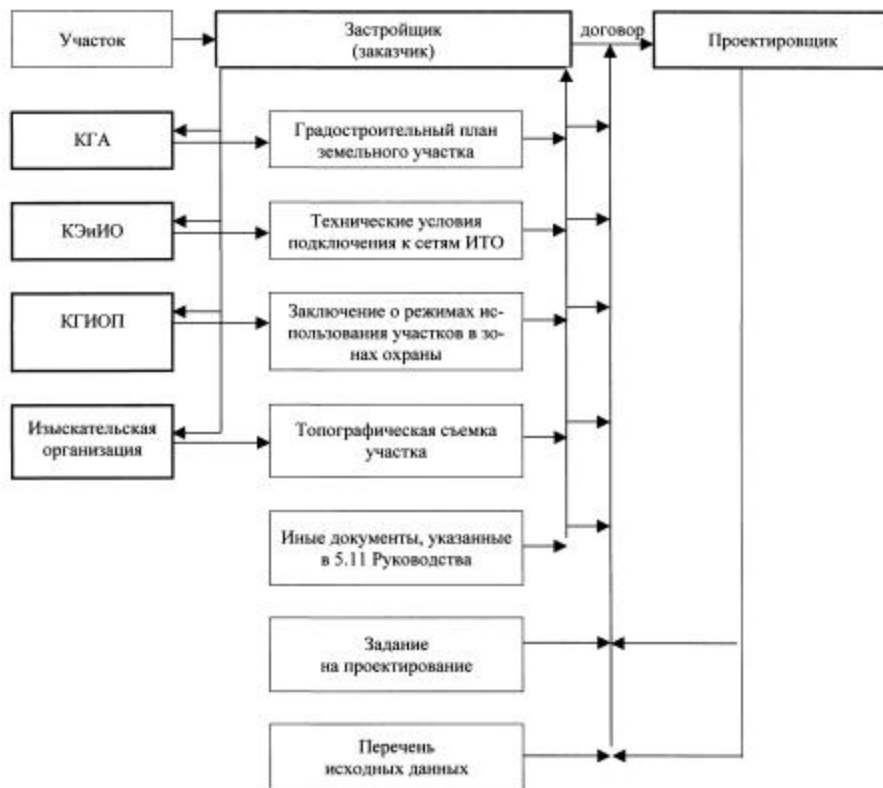 Участок
Застройщик
(заказчик)
договор
Проектировщик
КГА
Градостроительный план
земельного участка
КЭиИО
Технические условия
подключения к сетям ИТО
КГИОП
Заключение о режимах ис-
пользования участков в зо-
нах охраны
Изыскательская
организация
Топографическая съемка
участка
Иные документы, указанные
в 5.11 Руководства
Задание
на проектирование
Перечень
исходных данных